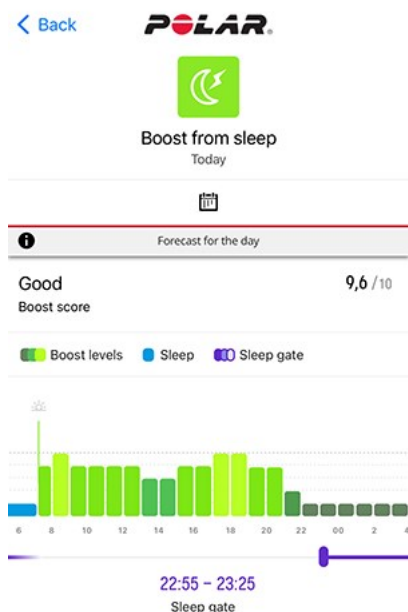 Back POLAR.
Boost from sleep
Today
Forecast for the day
Good 9,6 /10
Boost score
Boost levels Sleep Sleep gate
6 8 10 12 14 16 18 20 22 00 2 4
22:55 – 23:25
Sleep gate